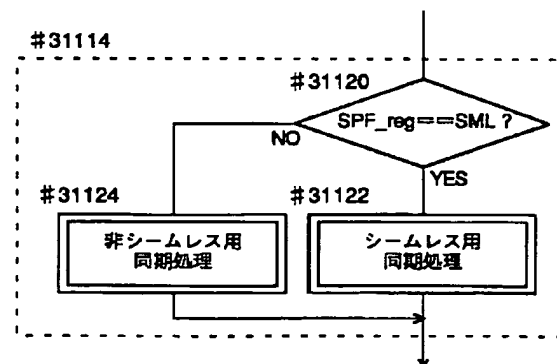 #31114
#31120
SPF_reg==SML ?
NO
YES
#31124
#31122
非シームレス用
同期処理
シームレス用
同期処理